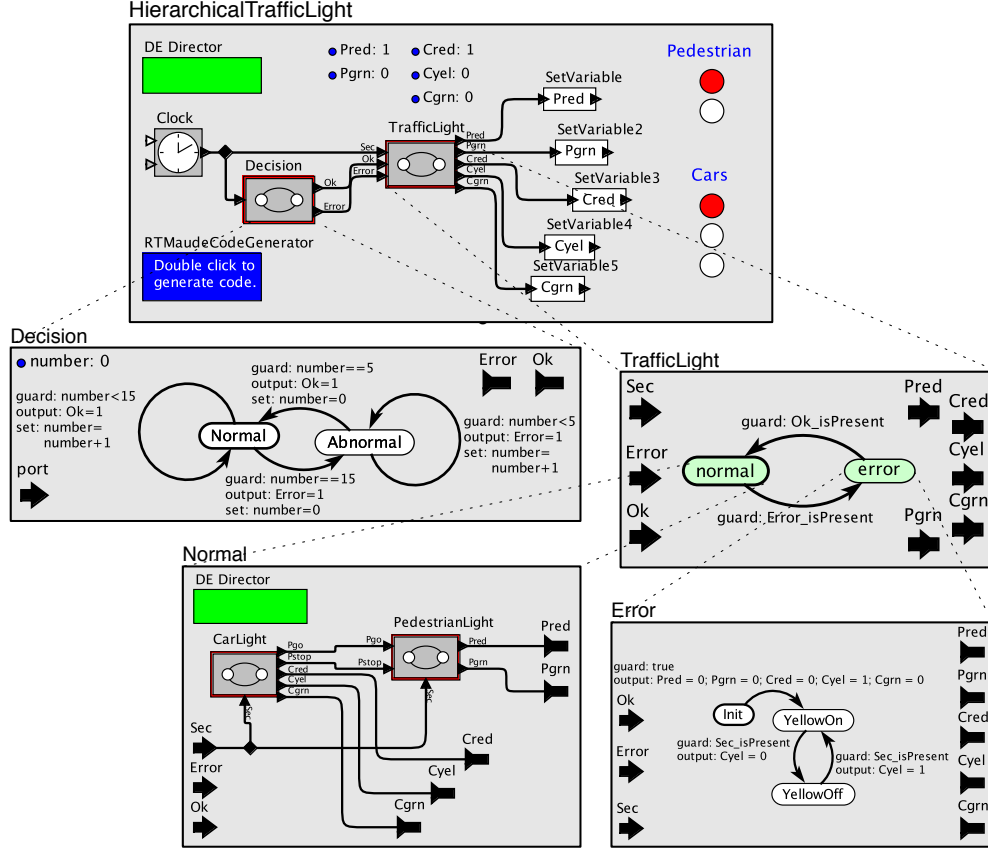 HierarchicalTrafficLight
DE Director
Pred: 1
Pgrn: 0
Cred: 1
Cyel: 0
Cgrn: 0
Pedestrian
Cars
Clock
Decision
Ok
Error
TrafficLight
Sec
Ok
Error
Pred
Pgrn
Cred
Cyel
Cgrn
SetVariable
Pred
SetVariable2
Pgrn
SetVariable3
Cred
SetVariable4
Cyel
SetVariable5
Cgrn
RTMaudeCodeGenerator
Double click to
generate code.
Decision
number: 0
guard: number<15
output: Ok=1
set: number=
number+1
port
guard: number==5
output: Ok=1
set: number=0
Normal
Abnormal
guard: number==15
output: Error=1
set: number=0
Error
Ok
guard: number<5
output: Error=1
set: number=
number+1
TrafficLight
Sec
Error
Ok
guard: Ok_isPresent
normal
error
guard: Error_isPresent
Pred
Cred
Cyel
Cgrn
Pgrn
Normal
DE Director
CarLight
Pgo
Pstop
Cred
Cyel
Cgrn
Sec
PedestrianLight
Pgo
Pstop
Pred
Pgrn
Sec
Pred
Pgrn
Sec
Error
Ok
Cred
Cyel
Cgrn
Error
guard: true
output: Pred = 0; Pgrn = 0; Cred = 0; Cyel = 1; Cgrn = 0
Ok
Error
Sec
Init
YellowOn
guard: Sec_isPresent
output: Cyel = 0
guard: Sec_isPresent
output: Cyel = 1
YellowOff
Pred
Pgrn
Cred
Cyel
Cgrn